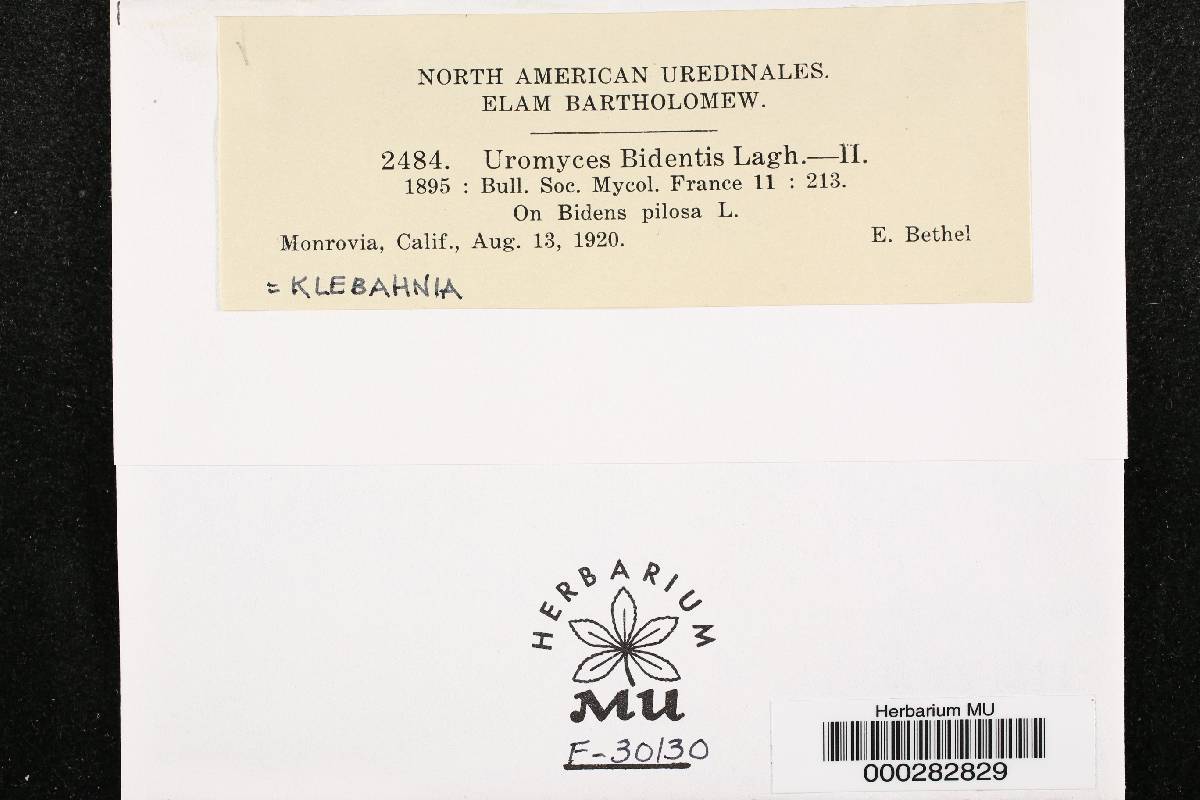 NORTH AMERICAN UREDINALES.
ELAM BARTHOLOMEW.
2484. Uromyces Bidentis Lagh.—II.
1895 : Bull. Soc. Mycol. France 11 : 213.
On Bidens pilosa L.
Monrovia, Calif., Aug. 13, 1920. E. Bethel
= KLEBAHNIA
HERBARIUM
MU
F-30130
Herbarium MU
000282829